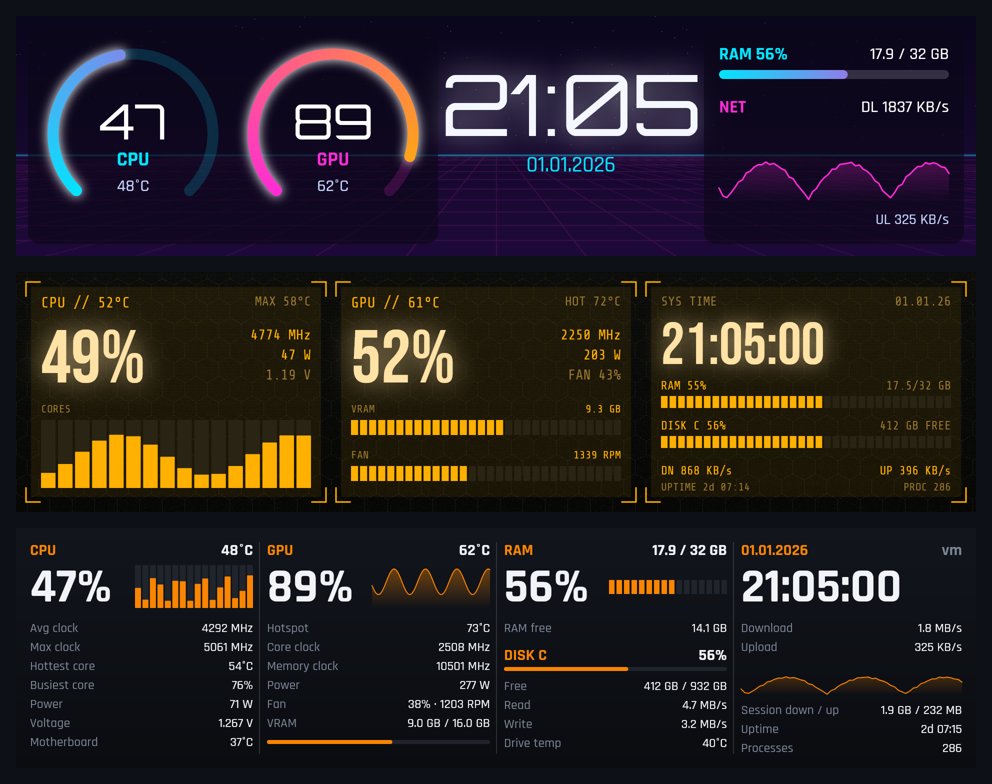 47
CPU
48°C
89
GPU
62°C
21:05
01.01.2026
RAM 56% 17.9 / 32 GB
NET DL 1837 KB/s
UL 325 KB/s
CPU // 52°C MAX 58°C
49%
4774 MHz
47 W
1.19 V
CORES
GPU // 61°C HOT 72°C
52%
2250 MHz
203 W
FAN 43%
VRAM 9.3 GB
FAN 1339 RPM
SYS TIME 01.01.26
21:05:00
RAM 55% 17.5/32 GB
DISK C 56% 412 GB FREE
DN 868 KB/s UP 396 KB/s
UPTIME 2d 07:14 PROC 286
CPU 48°C
47%
Avg clock 4292 MHz
Max clock 5061 MHz
Hottest core 54°C
Busiest core 76%
Power 71 W
Voltage 1.267 V
Motherboard 37°C
GPU 62°C
89%
Hotspot 73°C
Core clock 2508 MHz
Memory clock 10501 MHz
Power 277 W
Fan 38% · 1203 RPM
VRAM 9.0 GB / 16.0 GB
RAM 17.9 / 32 GB
56%
RAM free 14.1 GB
DISK C 56%
Free 412 GB / 932 GB
Read 4.7 MB/s
Write 3.2 MB/s
Drive temp 40°C
01.01.2026 vm
21:05:00
Download 1.8 MB/s
Upload 325 KB/s
Session down / up 1.9 GB / 232 MB
Uptime 2d 07:15
Processes 286